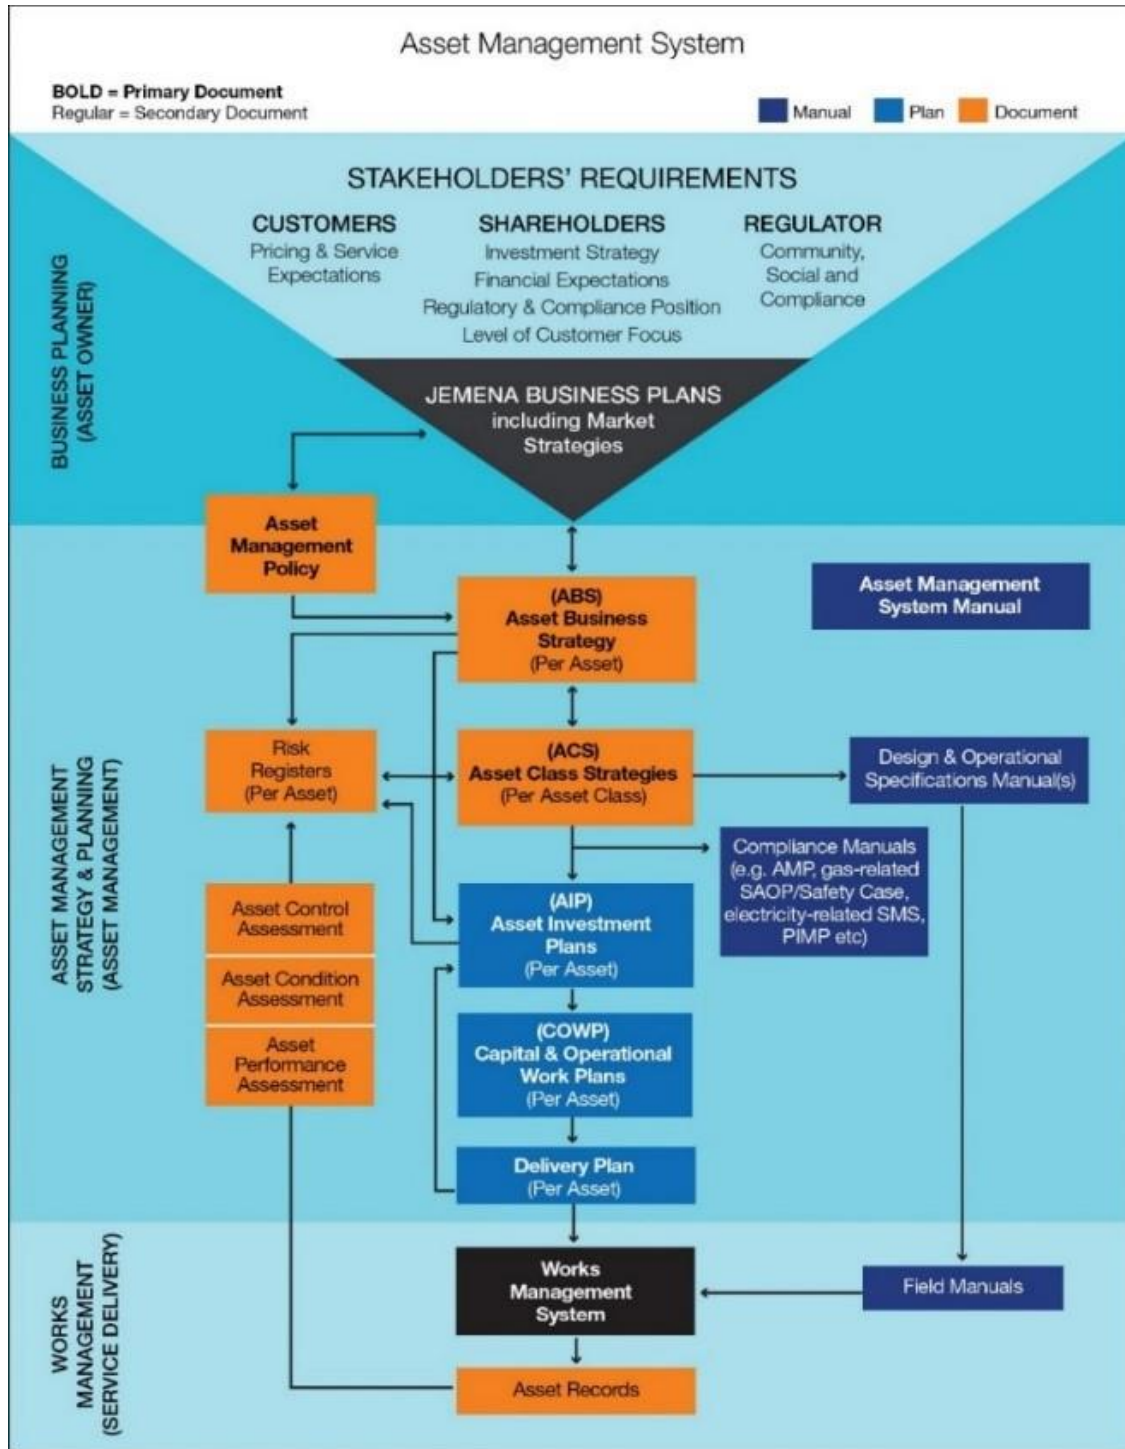 Asset Management System
BOLD = Primary Document
Regular = Secondary Document
Manual
Plan
Document
STAKEHOLDERS' REQUIREMENTS
CUSTOMERS
Pricing & Service
Expectations
SHAREHOLDERS
Investment Strategy
Financial Expectations
Regulatory & Compliance Position
Level of Customer Focus
REGULATOR
Community,
Social and
Compliance
BUSINESS PLANNING
(ASSET OWNER)
JEMENA BUSINESS PLANS
including Market
Strategies
Asset
Management
Policy
(ABS)
Asset Business
Strategy
(Per Asset)
Asset Management
System Manual
ASSET MANAGEMENT
STRATEGY & PLANNING
(ASSET MANAGEMENT)
Risk
Registers
(Per Asset)
(ACS)
Asset Class Strategies
(Per Asset Class)
Design & Operational
Specifications Manual(s)
Compliance Manuals
(e.g. AMP, gas-related
SAOP/Safety Case,
electricity-related SMS,
PIMP etc)
Asset Control
Assessment
Asset Condition
Assessment
Asset
Performance
Assessment
(AIP)
Asset Investment
Plans
(Per Asset)
(COWP)
Capital & Operational
Work Plans
(Per Asset)
Delivery Plan
(Per Asset)
WORKS
MANAGEMENT
(SERVICE DELIVERY)
Works
Management
System
Field Manuals
Asset Records